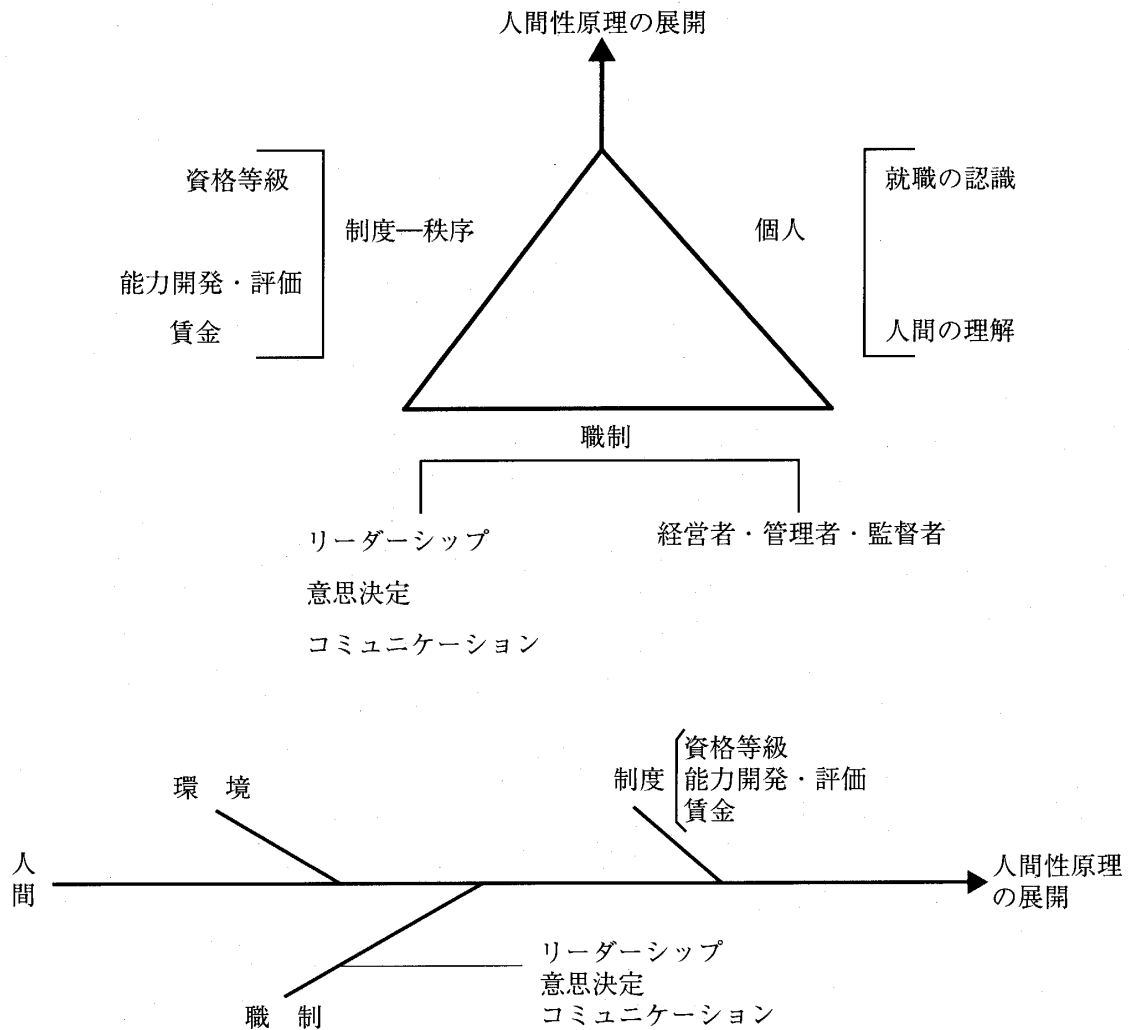 人間性原理の展開
資格等級
制度―秩序
能力開発・評価
賃金
個人
就職の認識
人間の理解
職制
リーダーシップ
意思決定
コミュニケーション
経営者・管理者・監督者
環 境
制度
資格等級
能力開発・評価
賃金
人間
人間性原理
の展開
リーダーシップ
意思決定
コミュニケーション
職 制